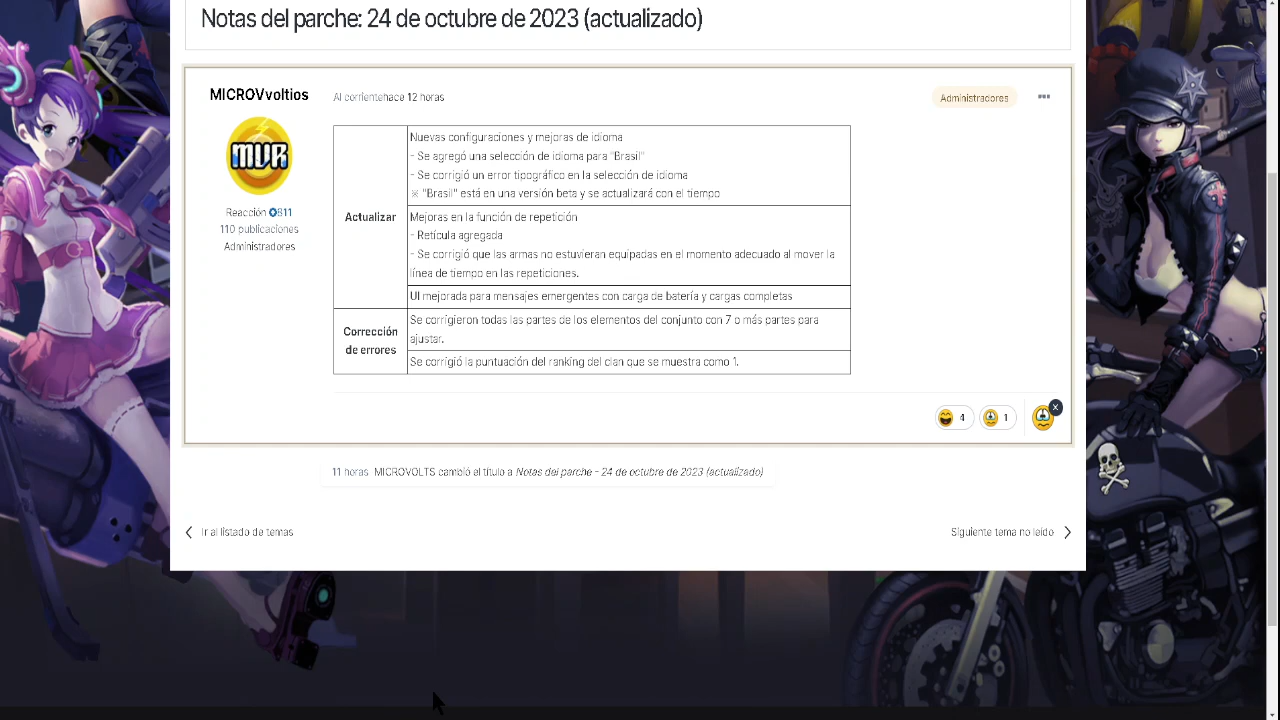 Notas del parche: 24 de octubre de 2023 (actualizado)
MICROVvoltios
Al corrientehace 12 horas
Administradores
MVR
Reacción 811
110 publicaciones
Administradores
Actualizar
Nuevas configuraciones y mejoras de idioma
- Se agregó una selección de idioma para "Brasil"
- Se corrigió un error tipográfico en la selección de idioma
※ "Brasil" está en una versión beta y se actualizará con el tiempo
Mejoras en la función de repetición
- Retícula agregada
- Se corrigió que las armas no estuvieran equipadas en el momento adecuado al mover la
línea de tiempo en las repeticiones.
UI mejorada para mensajes emergentes con carga de batería y cargas completas
Corrección
de errores
Se corrigieron todas las partes de los elementos del conjunto con 7 o más partes para
ajustar.
Se corrigió la puntuación del ranking del clan que se muestra como 1.
4
1
x
11 horas MICROVOLTS cambió el título a Notas del parche - 24 de octubre de 2023 (actualizado)
Ir al listado de temas
Siguiente tema no leído